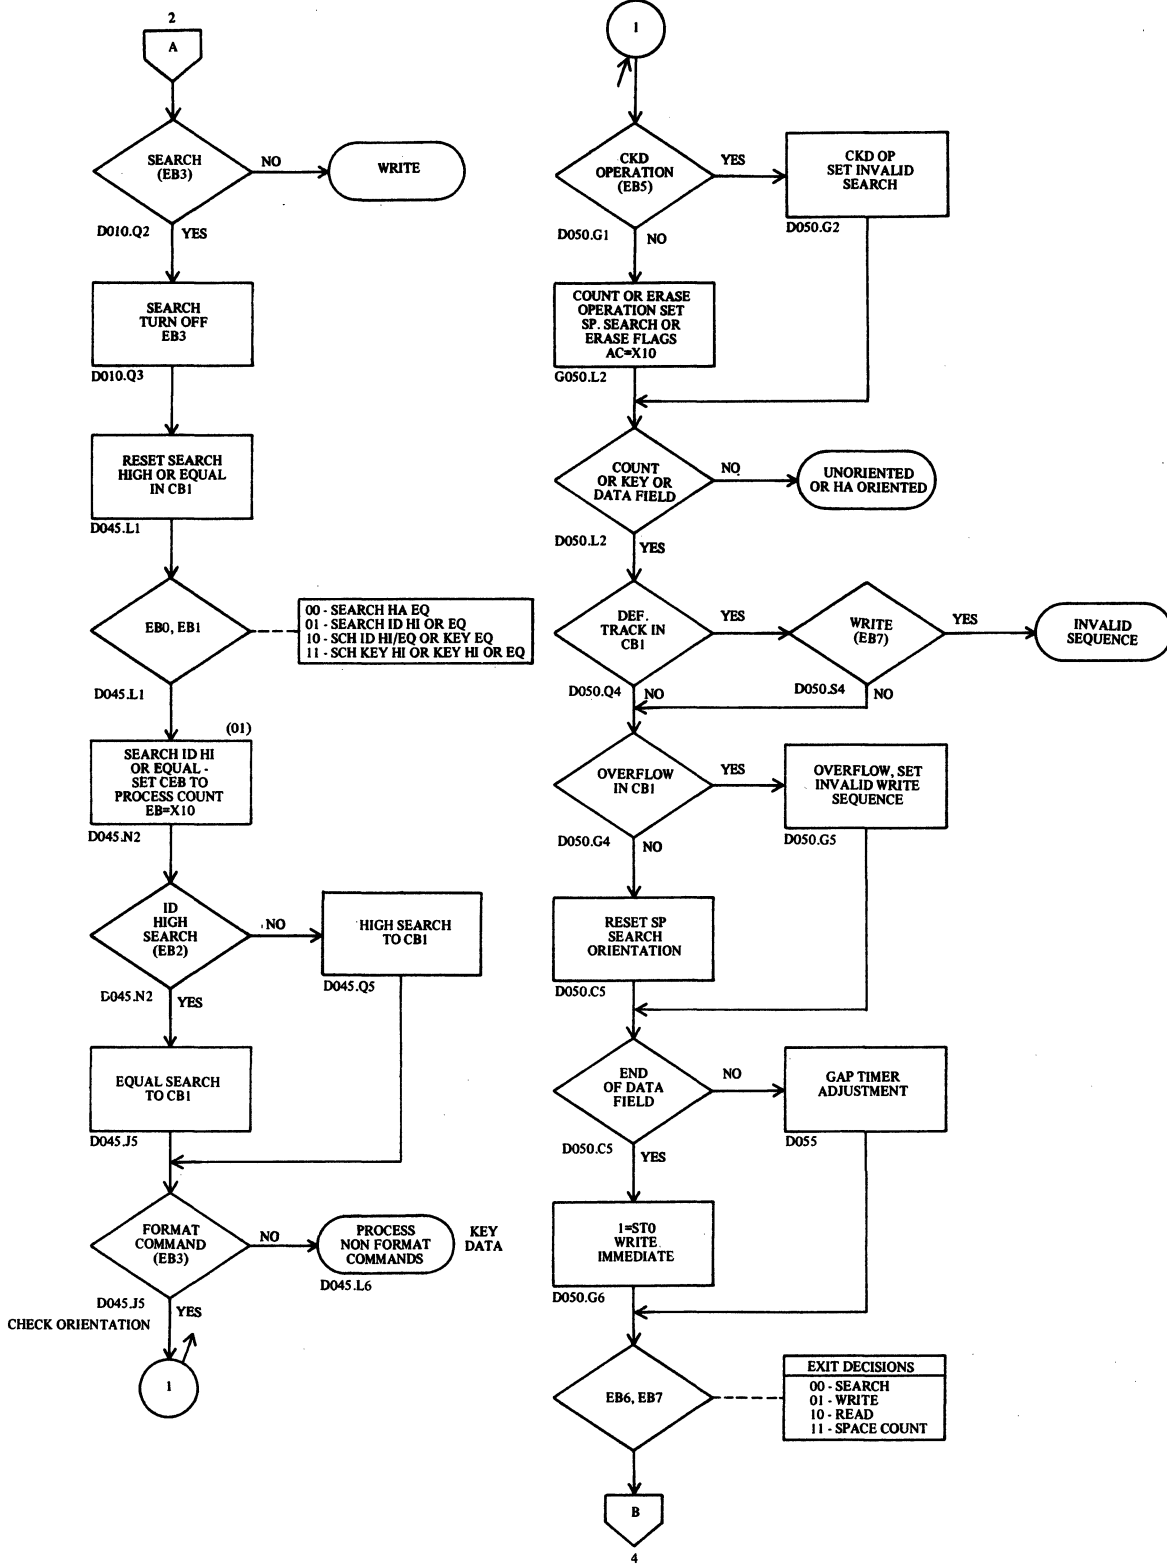 2
A
SEARCH
(EB3)
NO
WRITE
D010.Q2
YES
SEARCH
TURN OFF
EB3
D010.Q3
RESET SEARCH
HIGH OR EQUAL
IN CB1
D045.L1
EB0, EB1
00 - SEARCH HA EQ
01 - SEARCH ID HI OR EQ
10 - SCH ID HI/EQ OR KEY EQ
11 - SCH KEY HI OR KEY HI OR EQ
D045.L1
(01)
SEARCH ID HI
OR EQUAL -
SET CEB TO
PROCESS COUNT
EB=X10
D045.N2
ID
HIGH
SEARCH
(EB2)
NO
HIGH SEARCH
TO CB1
D045.N2
YES
D045.Q5
EQUAL SEARCH
TO CB1
D045.J5
FORMAT
COMMAND
(EB3)
NO
PROCESS
NON FORMAT
COMMANDS
KEY
DATA
D045.L6
D045.J5
YES
CHECK ORIENTATION
1
1
CKD
OPERATION
(EB5)
YES
CKD OP
SET INVALID
SEARCH
D050.G1
NO
D050.G2
COUNT OR ERASE
OPERATION SET
SP. SEARCH OR
ERASE FLAGS
AC=X10
G050.L2
COUNT
OR KEY OR
DATA FIELD
NO
UNORIENTED
OR HA ORIENTED
D050.L2
YES
DEF.
TRACK IN
CB1
YES
WRITE
(EB7)
YES
INVALID
SEQUENCE
D050.Q4
NO
D050.S4
NO
OVERFLOW
IN CB1
YES
OVERFLOW, SET
INVALID WRITE
SEQUENCE
D050.G4
NO
D050.G5
RESET SP
SEARCH
ORIENTATION
D050.C5
END
OF DATA
FIELD
NO
GAP TIMER
ADJUSTMENT
D050.C5
YES
D055
1=ST0
WRITE
IMMEDIATE
D050.G6
EB6, EB7
EXIT DECISIONS
00 - SEARCH
01 - WRITE
10 - READ
11 - SPACE COUNT
B
4